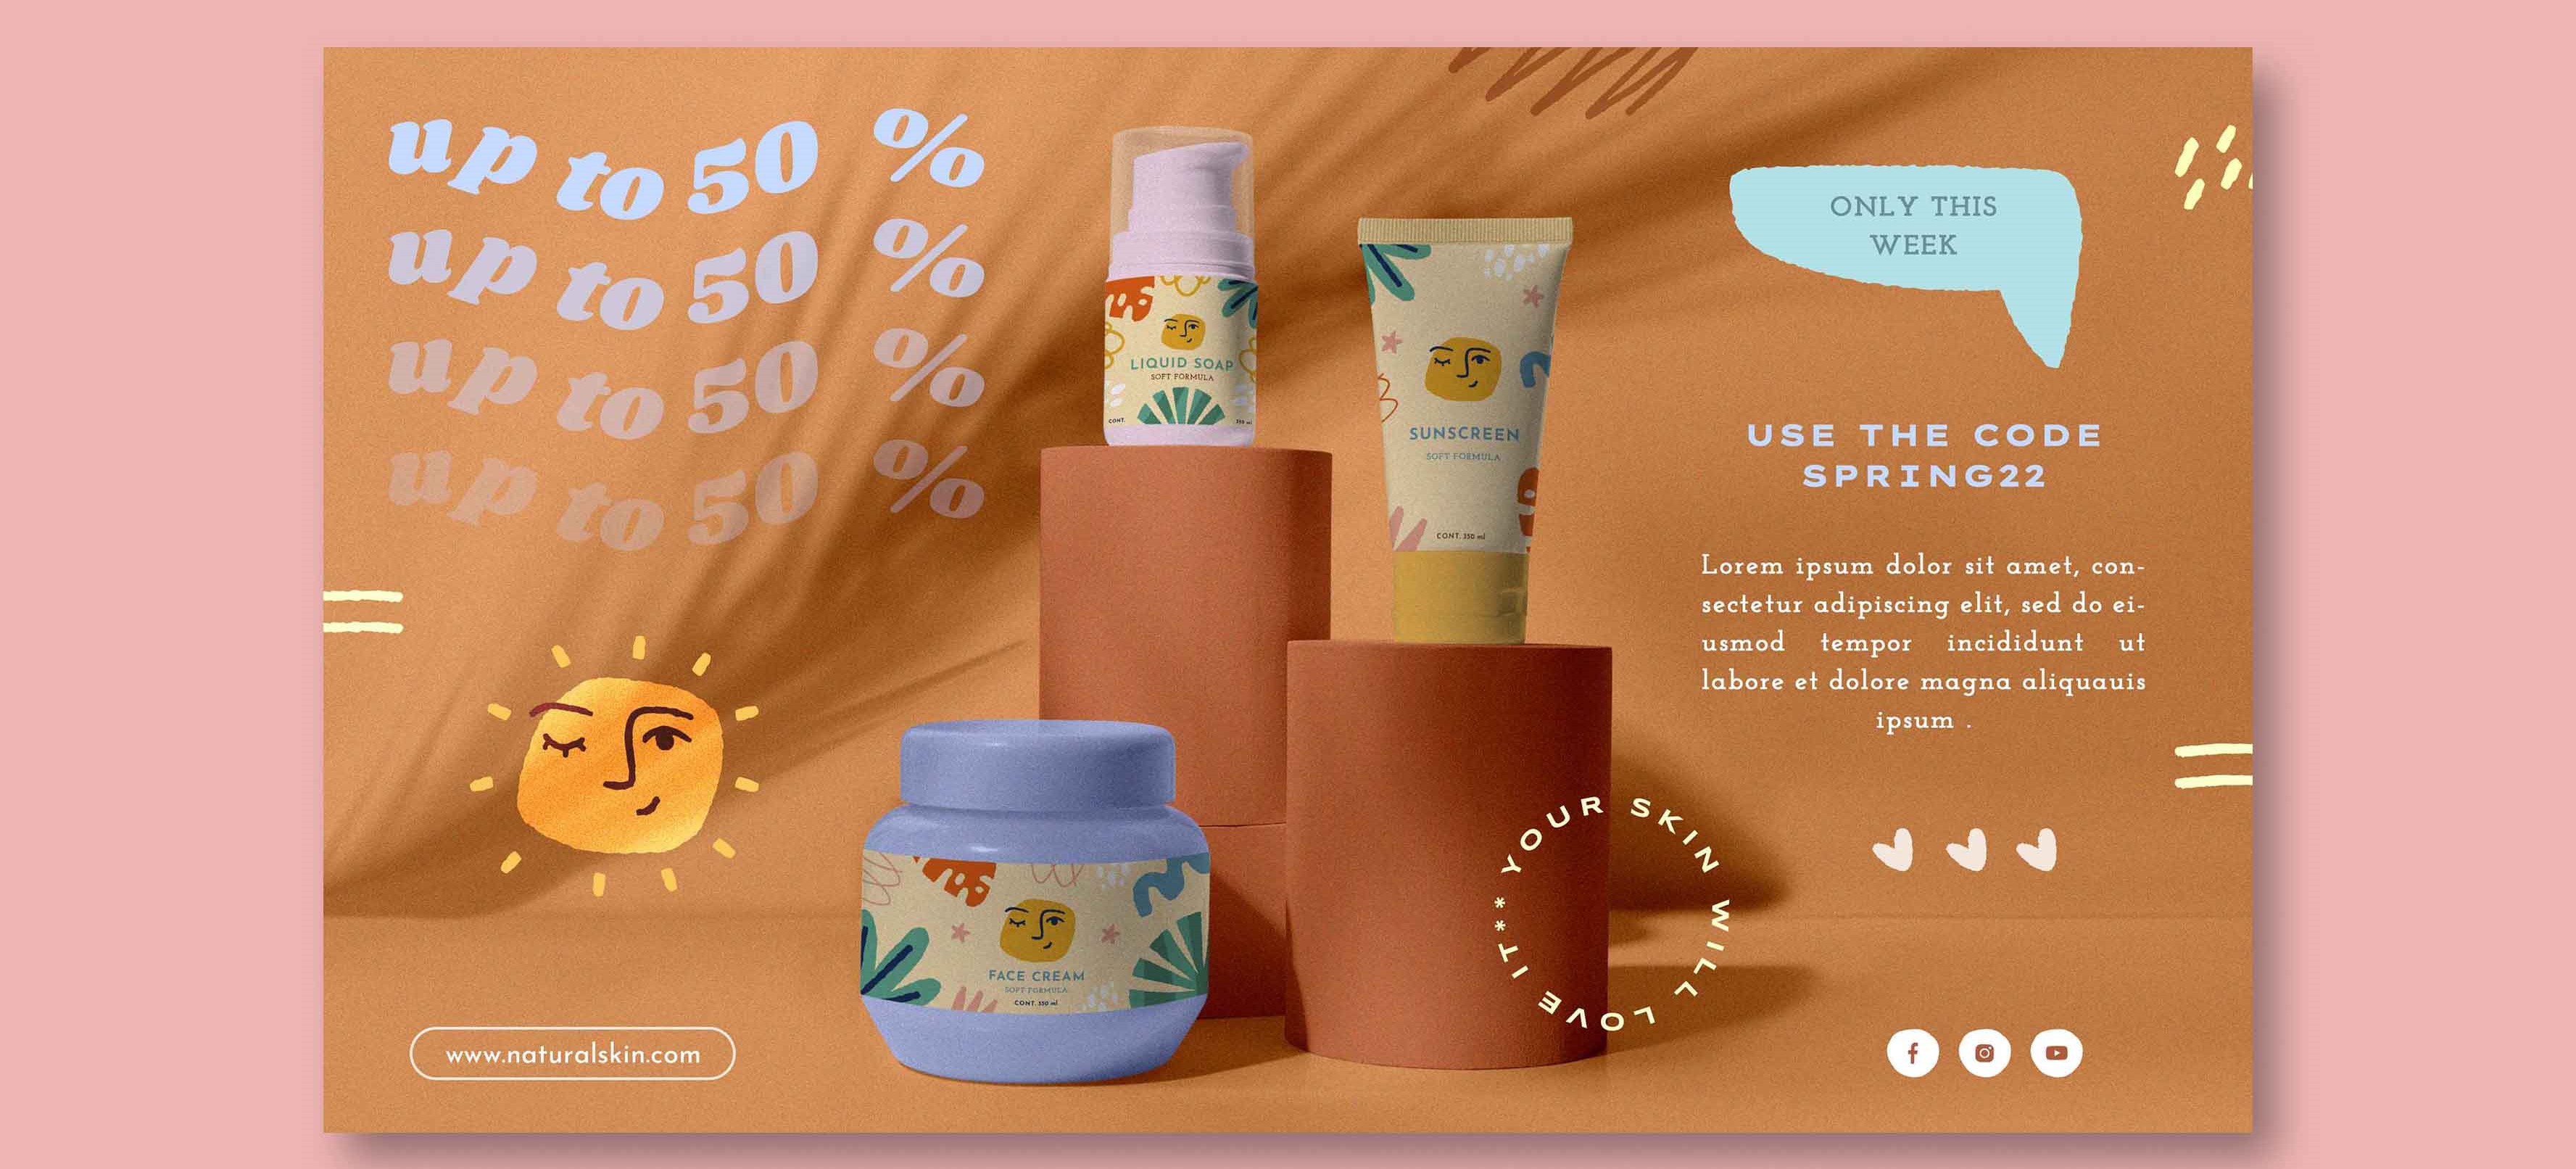 up to 50 %
up to 50 %
up to 50 %
up to 50 %
LIQUID SOAP
SOFT FORMULA
CONT.
350 ml
SUNSCREEN
SOFT FORMULA
CONT. 350 ml
FACE CREAM
SOFT FORMULA
CONT. 350 ml
ONLY THIS
WEEK
USE THE CODE
SPRING22
Lorem ipsum dolor sit amet, con-
sectetur adipiscing elit, sed do ei-
usmod tempor incididunt ut
labore et dolore magna aliquauis
ipsum .
YOUR SKIN WILL LOVE IT****
www.naturalskin.com